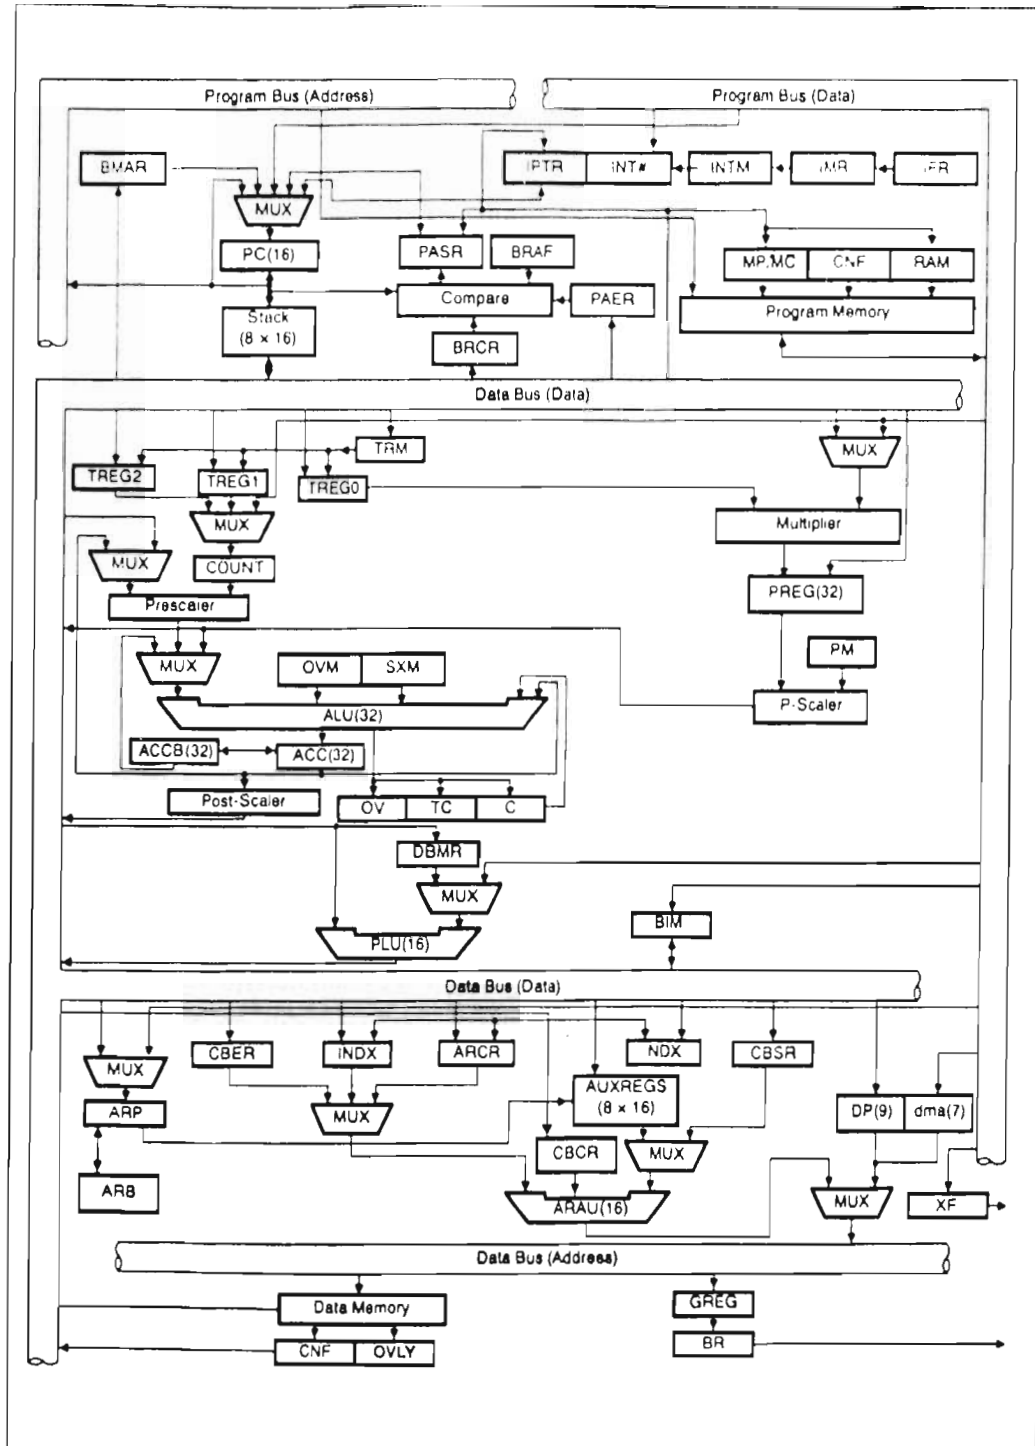 Program Bus (Address)
Program Bus (Data)
BMAR
IPTR
INT#
INTM
IMR
IFR
MUX
PC(16)
PASR
BRAF
MP/MC
CNF
RAM
Compare
PAER
Program Memory
Stack
(8 × 16)
BRCR
Data Bus (Data)
TRM
MUX
TREG2
TREG1
TREG0
MUX
Multiplier
MUX
COUNT
PREG(32)
Prescaler
MUX
OVM
SXM
PM
ALU(32)
P-Scaler
ACCB(32)
ACC(32)
Post-Scaler
OV
TC
C
DBMR
MUX
BIM
PLU(16)
Data Bus (Data)
CBER
INDX
ARCR
NDX
CBSR
MUX
AUXREGS
(8 × 16)
ARP
MUX
DP(9)
dma(7)
CBCR
MUX
ARB
ARAU(16)
MUX
XF
Data Bus (Address)
Data Memory
GREG
CNF
OVLY
BR